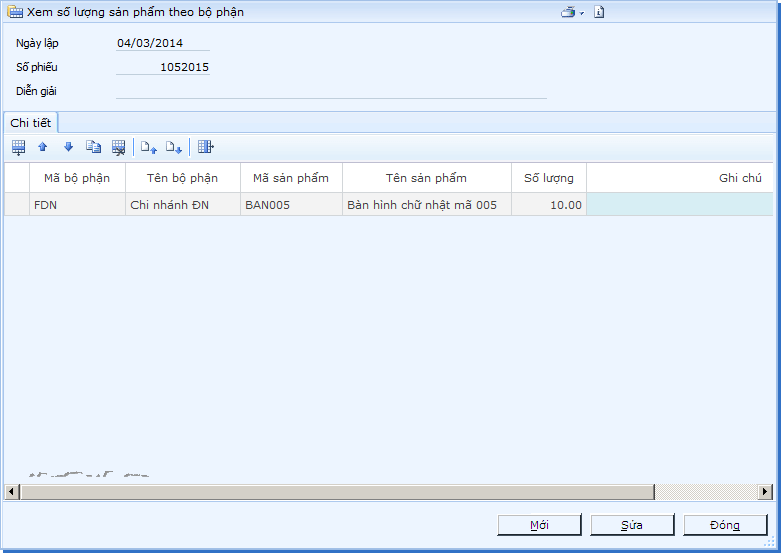 Xem số lượng sản phẩm theo bộ phận
Ngày lập 04/03/2014
Số phiếu 1052015
Diễn giải
Chi tiết
Mã bộ phận Tên bộ phận Mã sản phẩm Tên sản phẩm Số lượng Ghi chú
FDN Chi nhánh ĐN BAN005 Bàn hình chữ nhật mã 005 10.00
Mới Sửa Đóng